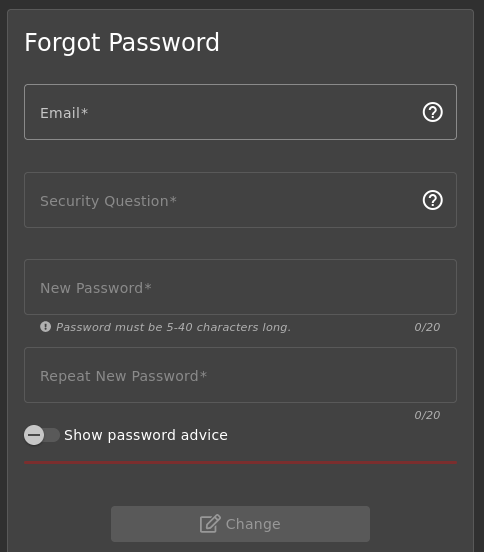 Forgot Password
Email*
Security Question*
New Password*
Password must be 5-40 characters long. 0/20
Repeat New Password*
0/20
Show password advice
Change